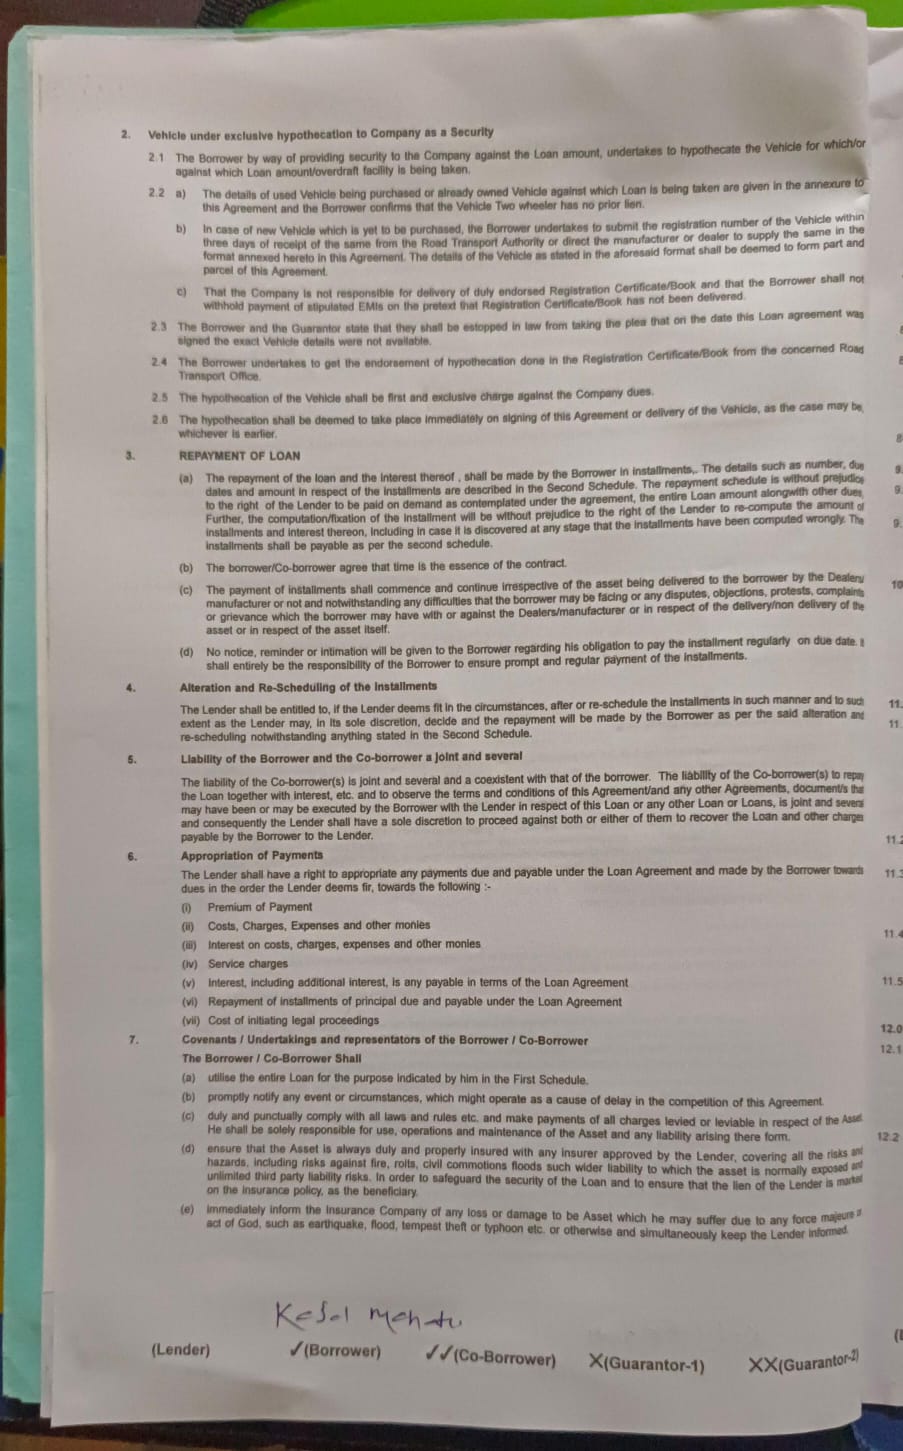 2. Vehicle under exclusive hypothecation to Company as a Security
2.1 The Borrower by way of providing security to the Company against the Loan amount, undertakes to hypothecate the Vehicle for which/or
against which Loan amount/overdraft facility is being taken.
2.2 a) The details of used Vehicle being purchased or already owned Vehicle against which Loan is being taken are given in the annexure to
this Agreement and the Borrower confirms that the Vehicle Two wheeler has no prior lien.
b) In case of new Vehicle which is yet to be purchased, the Borrower undertakes to submit the registration number of the Vehicle within
three days of receipt of the same from the Road Transport Authority or direct the manufacturer or dealer to supply the same in the
format annexed hereto in this Agreement. The details of the Vehicle as stated in the aforesaid format shall be deemed to form part and
parcel of this Agreement.
c) That the Company is not responsible for delivery of duly endorsed Registration Certificate/Book and that the Borrower shall not
withhold payment of stipulated EMIs on the pretext that Registration Certificate/Book has not been delivered.
2.3 The Borrower and the Guarantor state that they shall be estopped in law from taking the plea that on the date this Loan agreement was
signed the exact Vehicle details were not available.
2.4 The Borrower undertakes to get the endorsement of hypothecation done in the Registration Certificate/Book from the concerned Road
Transport Office.
2.5 The hypothecation of the Vehicle shall be first and exclusive charge against the Company dues.
2.6 The hypothecation shall be deemed to take place immediately on signing of this Agreement or delivery of the Vehicle, as the case may be,
whichever is earlier.
3. REPAYMENT OF LOAN
(a) The repayment of the loan and the interest thereof , shall be made by the Borrower in installments,. The details such as number, due
dates and amount in respect of the installments are described in the Second Schedule. The repayment schedule is without prejudice
to the right of the Lender to be paid on demand as contemplated under the agreement, the entire Loan amount alongwith other dues,
Further, the computation/fixation of the installment will be without prejudice to the right of the Lender to re-compute the amount of
installments and interest thereon, including in case it is discovered at any stage that the installments have been computed wrongly. The
installments shall be payable as per the second schedule.
(b) The borrower/Co-borrower agree that time is the essence of the contract.
(c) The payment of installments shall commence and continue irrespective of the asset being delivered to the borrower by the Dealers/
manufacturer or not and notwithstanding any difficulties that the borrower may be facing or any disputes, objections, protests, complaints
or grievance which the borrower may have with or against the Dealers/manufacturer or in respect of the delivery/non delivery of the
asset or in respect of the asset itself.
(d) No notice, reminder or intimation will be given to the Borrower regarding his obligation to pay the installment regularly on due date. It
shall entirely be the responsibility of the Borrower to ensure prompt and regular payment of the installments.
4. Alteration and Re-Scheduling of the Installments
The Lender shall be entitled to, if the Lender deems fit in the circumstances, after or re-schedule the installments in such manner and to such
extent as the Lender may, in its sole discretion, decide and the repayment will be made by the Borrower as per the said alteration and
re-scheduling notwithstanding anything stated in the Second Schedule.
5. Liability of the Borrower and the Co-borrower a joint and several
The liability of the Co-borrower(s) is joint and several and a coexistent with that of the borrower. The liability of the Co-borrower(s) to repay
the Loan together with interest, etc. and to observe the terms and conditions of this Agreement/and any other Agreements, document/s that
may have been or may be executed by the Borrower with the Lender in respect of this Loan or any other Loan or Loans, is joint and several
and consequently the Lender shall have a sole discretion to proceed against both or either of them to recover the Loan and other charges
payable by the Borrower to the Lender.
6. Appropriation of Payments
The Lender shall have a right to appropriate any payments due and payable under the Loan Agreement and made by the Borrower towards
dues in the order the Lender deems fir, towards the following :-
(i) Premium of Payment
(ii) Costs, Charges, Expenses and other monies
(iii) Interest on costs, charges, expenses and other monies
(iv) Service charges
(v) Interest, including additional interest, is any payable in terms of the Loan Agreement
(vi) Repayment of installments of principal due and payable under the Loan Agreement
(vii) Cost of initiating legal proceedings
7. Covenants / Undertakings and representators of the Borrower / Co-Borrower
The Borrower / Co-Borrower Shall
(a) utilise the entire Loan for the purpose indicated by him in the First Schedule.
(b) promptly notify any event or circumstances, which might operate as a cause of delay in the competition of this Agreement.
(c) duly and punctually comply with all laws and rules etc. and make payments of all charges levied or leviable in respect of the Asset.
He shall be solely responsible for use, operations and maintenance of the Asset and any liability arising there form.
(d) ensure that the Asset is always duly and properly insured with any insurer approved by the Lender, covering all the risks and
hazards, including risks against fire, roits, civil commotions floods such wider liability to which the asset is normally exposed and
unlimited third party liability risks. In order to safeguard the security of the Loan and to ensure that the lien of the Lender is marked
on the insurance policy, as the beneficiary.
(e) immediately inform the Insurance Company of any loss or damage to be Asset which he may suffer due to any force majeure or
act of God, such as earthquake, flood, tempest theft or typhoon etc. or otherwise and simultaneously keep the Lender informed.
(Lender) ✓(Borrower) ✓✓(Co-Borrower) X(Guarantor-1) XX(Guarantor-2)
9.
9.
9.
10
11.
11
11.4
11.5
12.0
12.1
12.2